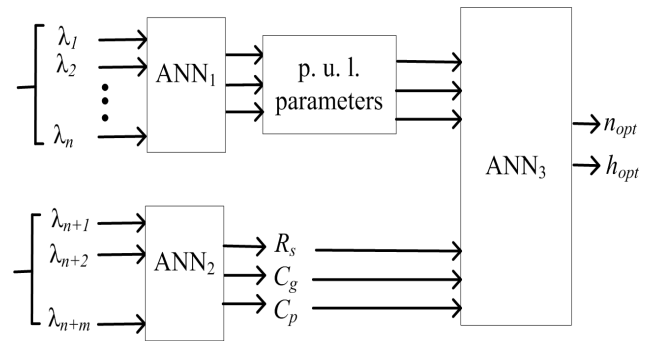 λ1
λ2
λn
ANN1
p. u. l.
parameters
ANN3
nopt
hopt
λn+1
λn+2
λn+m
ANN2
Rs
Cg
Cp